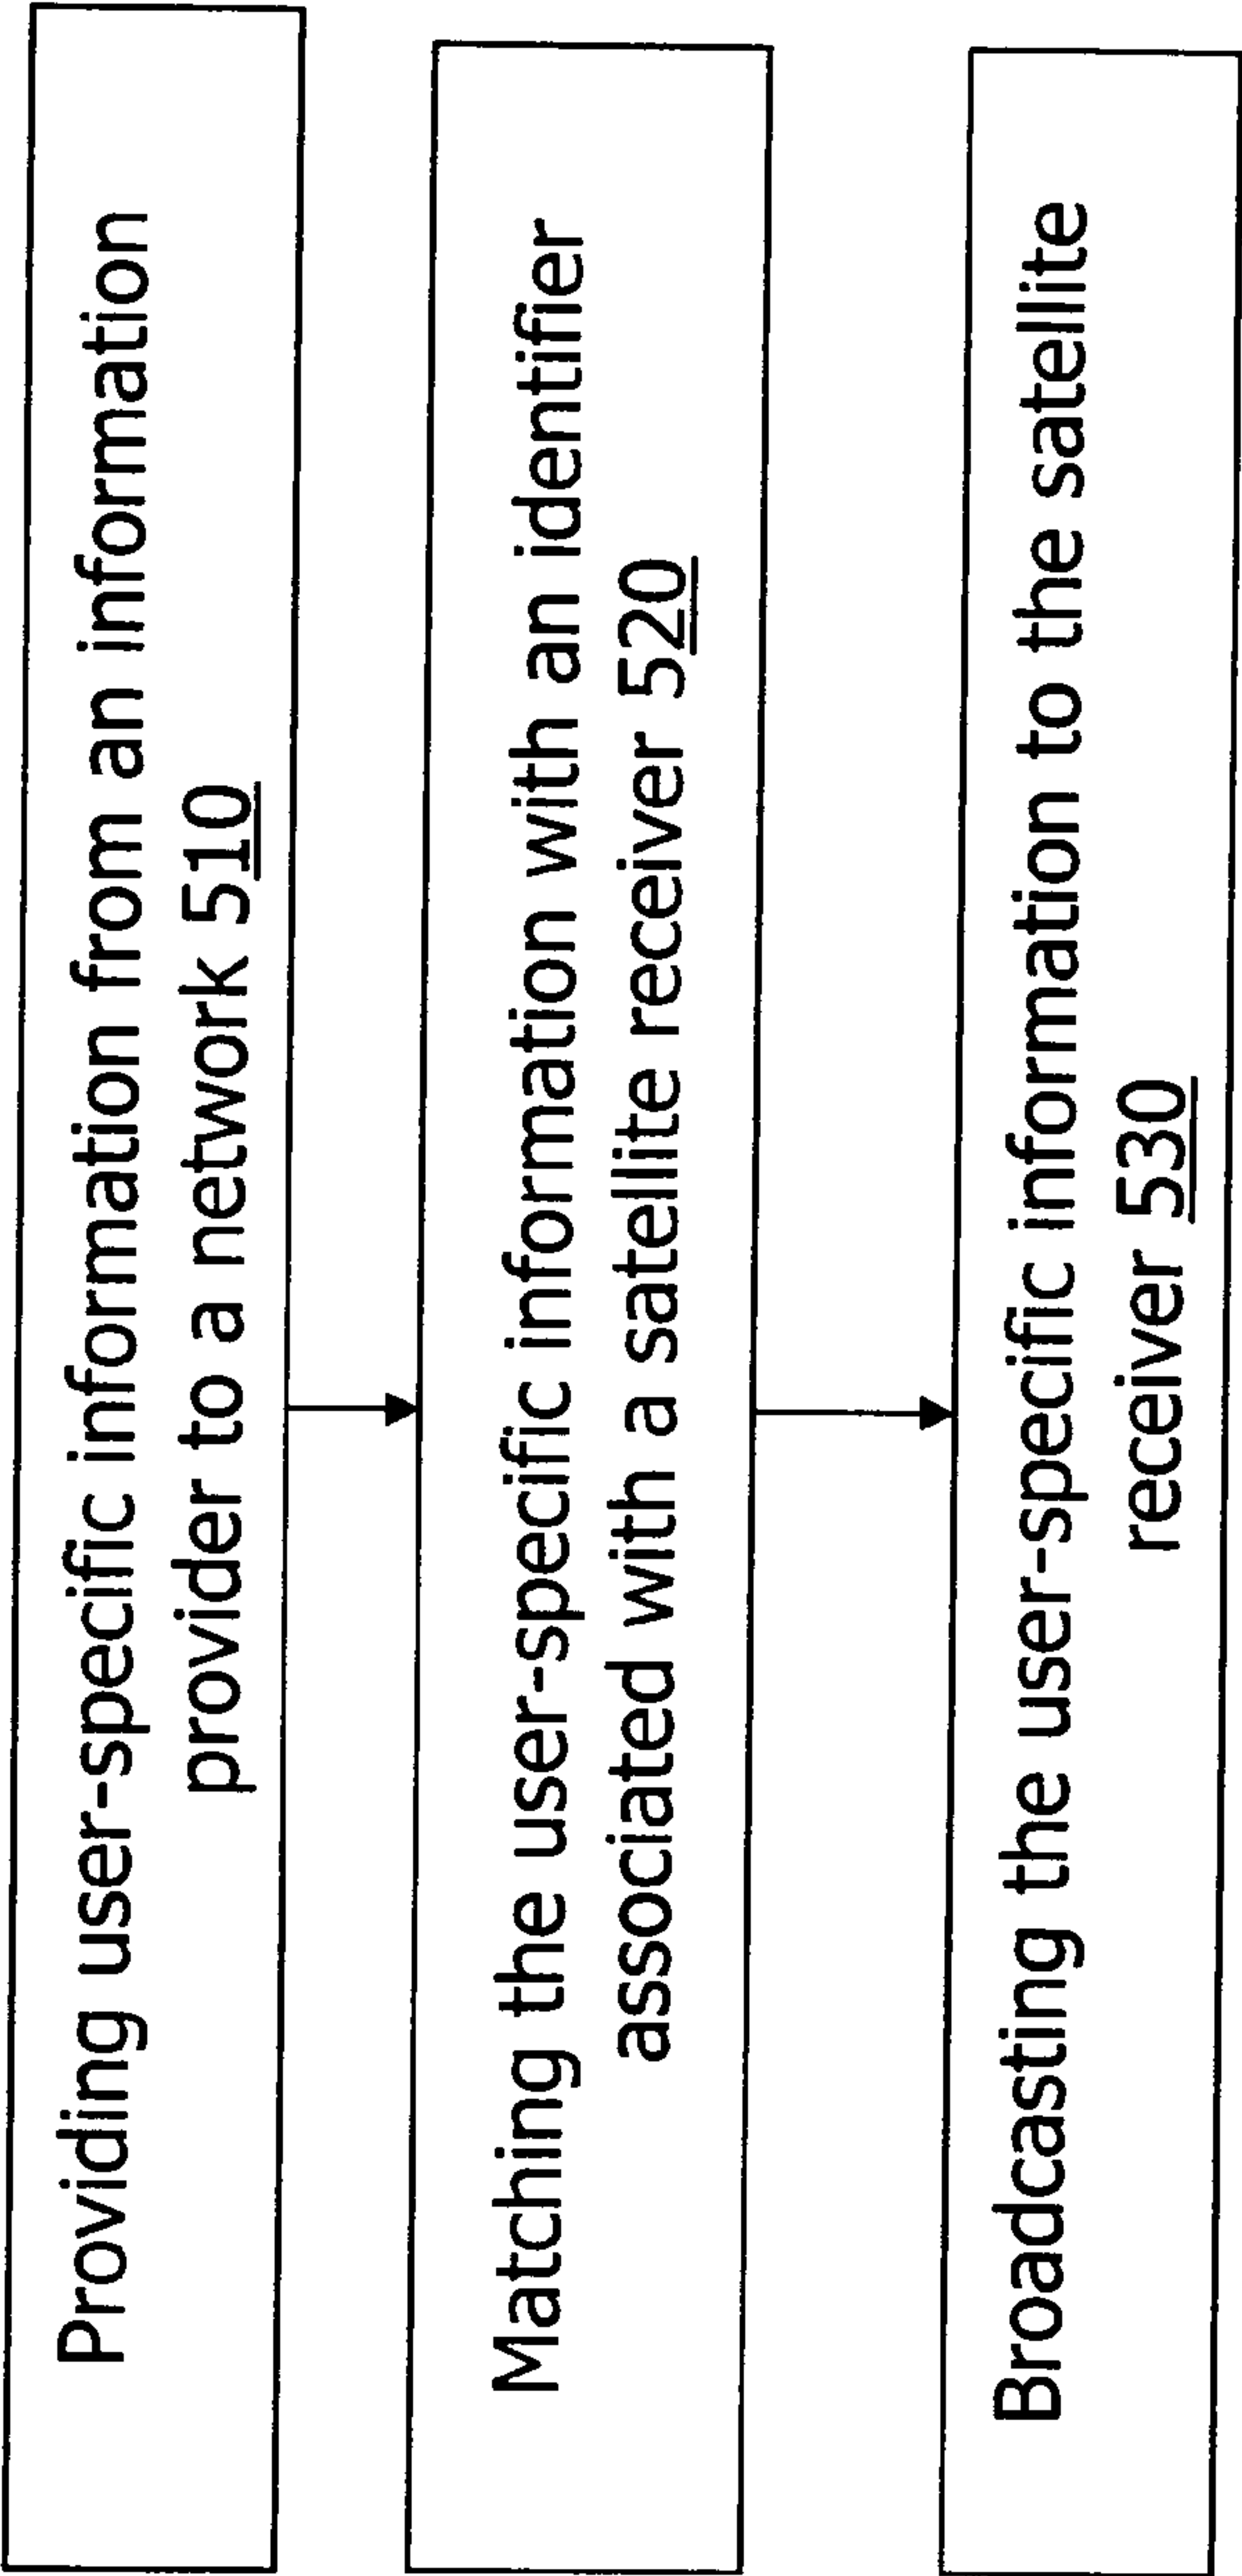 Providing user-specific information from an information
provider to a network 510
Matching the user-specific information with an identifier
associated with a satellite receiver 520
Broadcasting the user-specific information to the satellite
receiver 530